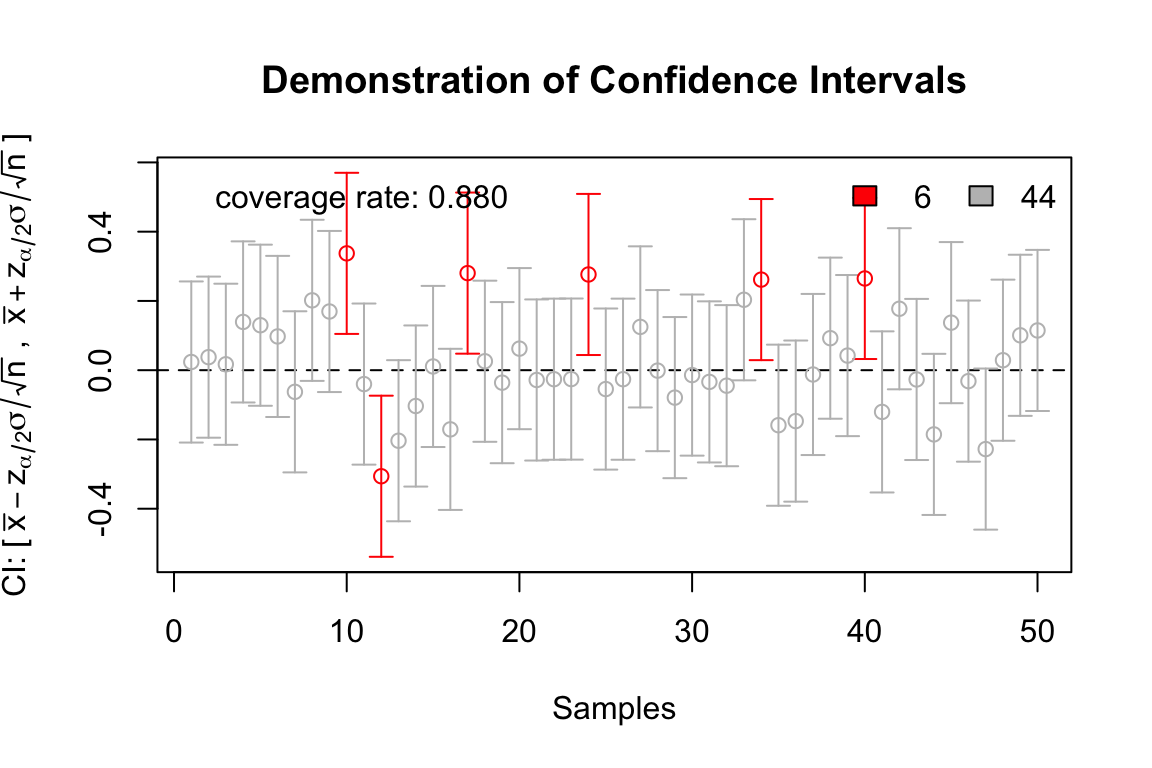 Demonstration of Confidence Intervals
CI: [ x̅ − zα/2σ/√n , x̅ + zα/2σ/√n ]
coverage rate: 0.880
6 44
0.4
0.0
-0.4
0 10 20 30 40 50
Samples